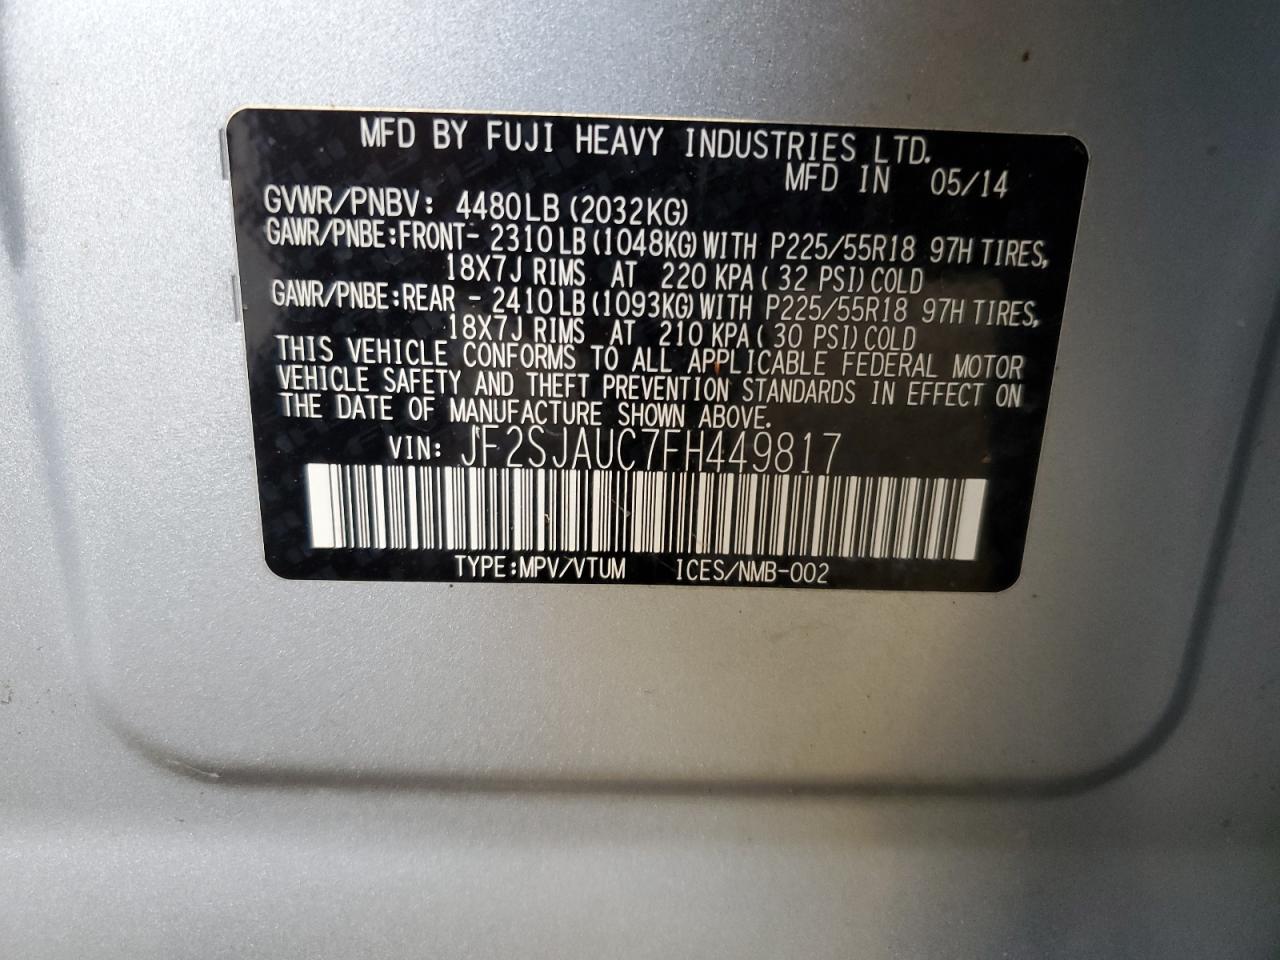 MFD BY FUJI HEAVY INDUSTRIES LTD.
MFD IN 05/14
GVWR/PNBV: 4480LB (2032KG)
GAWR/PNBE:FRONT- 2310LB (1048KG) WITH P225/55R18 97H TIRES,
18X7J RIMS AT 220 KPA ( 32 PSI) COLD
GAWR/PNBE:REAR - 2410LB (1093KG) WITH P225/55R18 97H TIRES,
18X7J RIMS AT 210 KPA ( 30 PSI) COLD
THIS VEHICLE CONFORMS TO ALL APPLICABLE FEDERAL MOTOR
VEHICLE SAFETY AND THEFT PREVENTION STANDARDS IN EFFECT ON
THE DATE OF MANUFACTURE SHOWN ABOVE.
VIN: JF2SJAUC7FH449817
TYPE:MPV/VTUM ICES/NMB-002